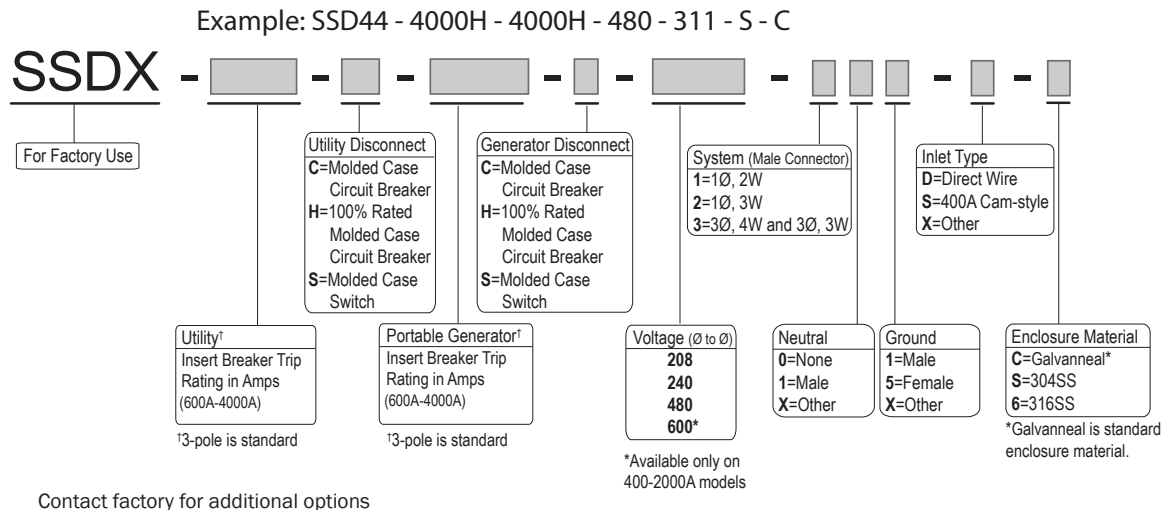 Example: SSD44 - 4000H - 4000H - 480 - 311 - S - C
SSDX - - - - - - -
For Factory Use
Utility†
Insert Breaker Trip
Rating in Amps
(600A-4000A)
†3-pole is standard
Utility Disconnect
C=Molded Case
Circuit Breaker
H=100% Rated
Molded Case
Circuit Breaker
S=Molded Case
Switch
Portable Generator†
Insert Breaker Trip
Rating in Amps
(600A-4000A)
†3-pole is standard
Generator Disconnect
C=Molded Case
Circuit Breaker
H=100% Rated
Molded Case
Circuit Breaker
S=Molded Case
Switch
Voltage (Ø to Ø)
208
240
480
600*
*Available only on
400-2000A models
System (Male Connector)
1=1Ø, 2W
2=1Ø, 3W
3=3Ø, 4W and 3Ø, 3W
Neutral
0=None
1=Male
X=Other
Ground
1=Male
5=Female
X=Other
Inlet Type
D=Direct Wire
S=400A Cam-style
X=Other
Enclosure Material
C=Galvanneal*
S=304SS
6=316SS
*Galvanneal is standard
enclosure material.
Contact factory for additional options